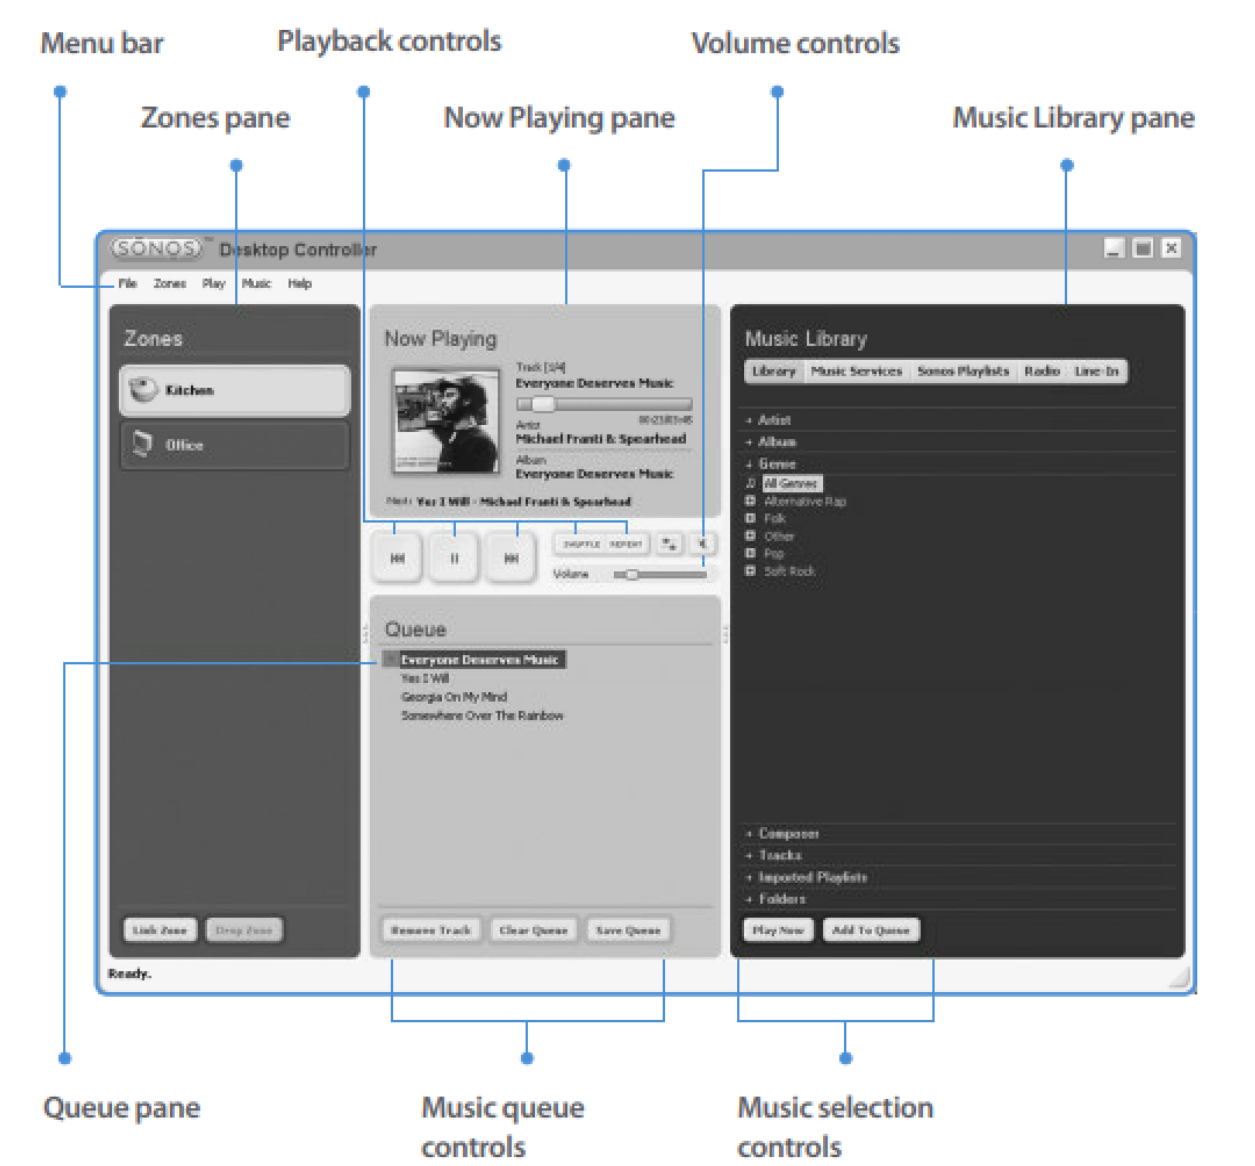 Menu bar
Playback controls
Volume controls
Zones pane
Now Playing pane
Music Library pane
SONOS™ Desktop Controller
File Zones Play Music Help
Zones
Kitchen
Office
Link Zone Drop Zone
Now Playing
Track [1/4]
Everyone Deserves Music
00:23/03:45
Artist
Michael Franti & Spearhead
Album
Everyone Deserves Music
Next: Yes I Will - Michael Franti & Spearhead
SHUFFLE REPEAT
Volume
Queue
Everyone Deserves Music
Yes I Will
Georgia On My Mind
Somewhere Over The Rainbow
Remove Track Clear Queue Save Queue
Music Library
Library Music Services Sonos Playlists Radio Line-In
+ Artist
+ Album
+ Genre
All Genres
Alternative Rap
Folk
Other
Pop
Soft Rock
+ Composer
+ Tracks
+ Imported Playlists
+ Folders
Play Now Add To Queue
Ready.
Queue pane
Music queue
controls
Music selection
controls